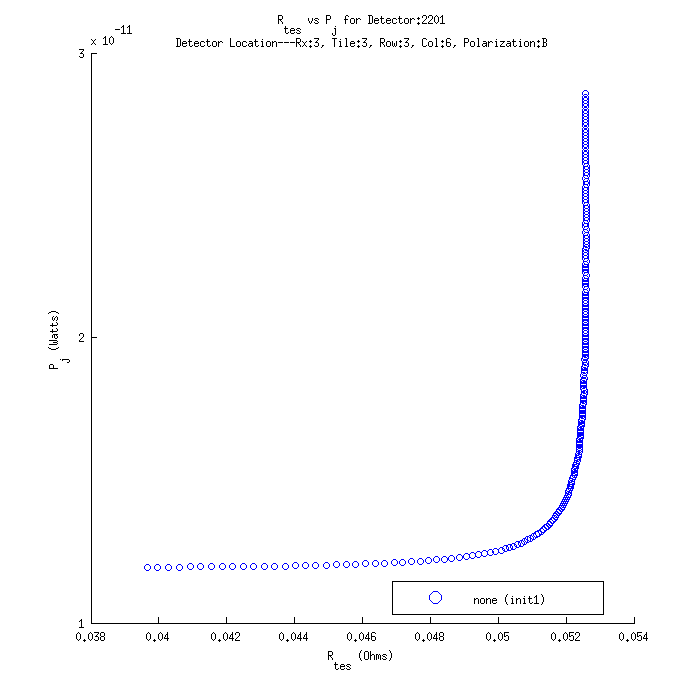 R_tes vs P_j for Detector:2201
Detector Location---Rx:3, Tile:3, Row:3, Col:6, Polarization:B
x 10^-11
3
2
1
P_j (Watts)
none (init1)
0.038 0.04 0.042 0.044 0.046 0.048 0.05 0.052 0.054
R_tes (Ohms)